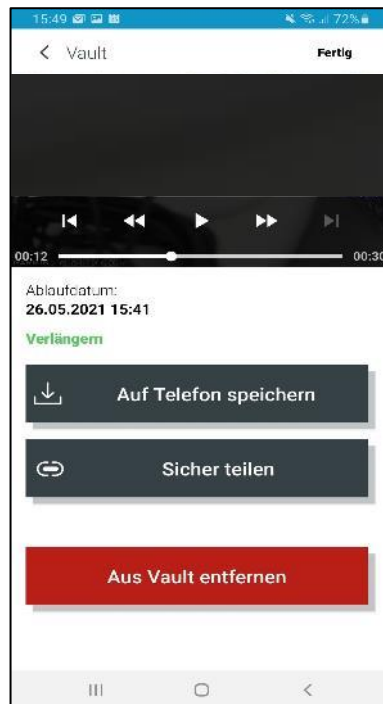 15:49 72%
Vault Fertig
00:12 00:30
Ablaufdatum:
26.05.2021 15:41
Verlängern
Auf Telefon speichern
Sicher teilen
Aus Vault entfernen